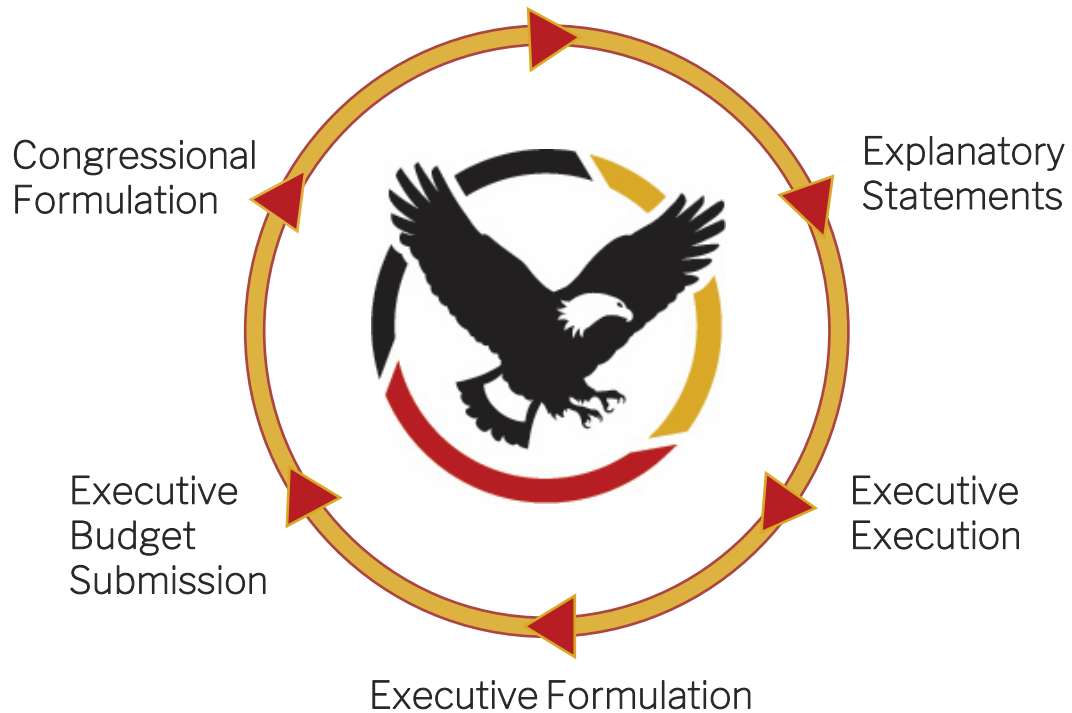 Congressional
Formulation
Explanatory
Statements
Executive
Budget
Submission
Executive
Execution
Executive Formulation